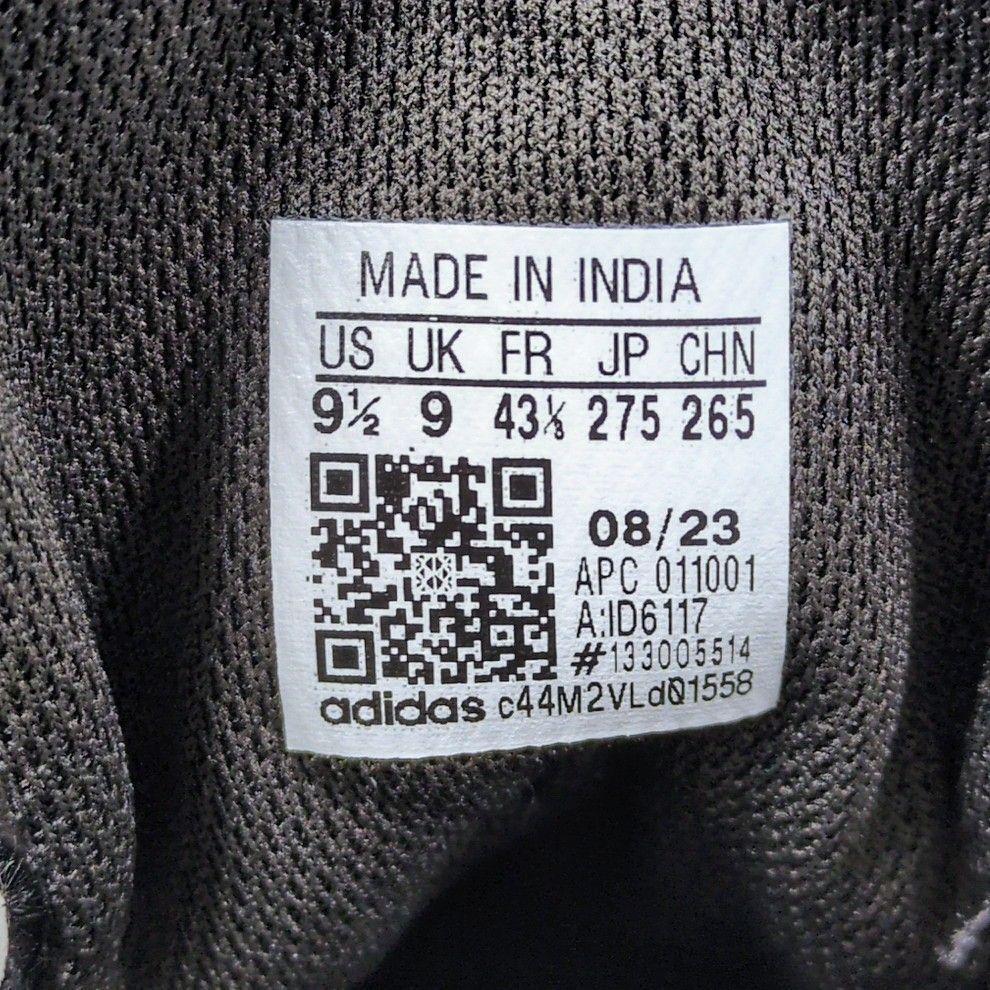 MADE IN INDIA
US UK FR JP CHN
9½ 9 43⅓ 275 265
08/23
APC 011001
A:ID6117
#133005514
adidas c44M2VLdQ1558